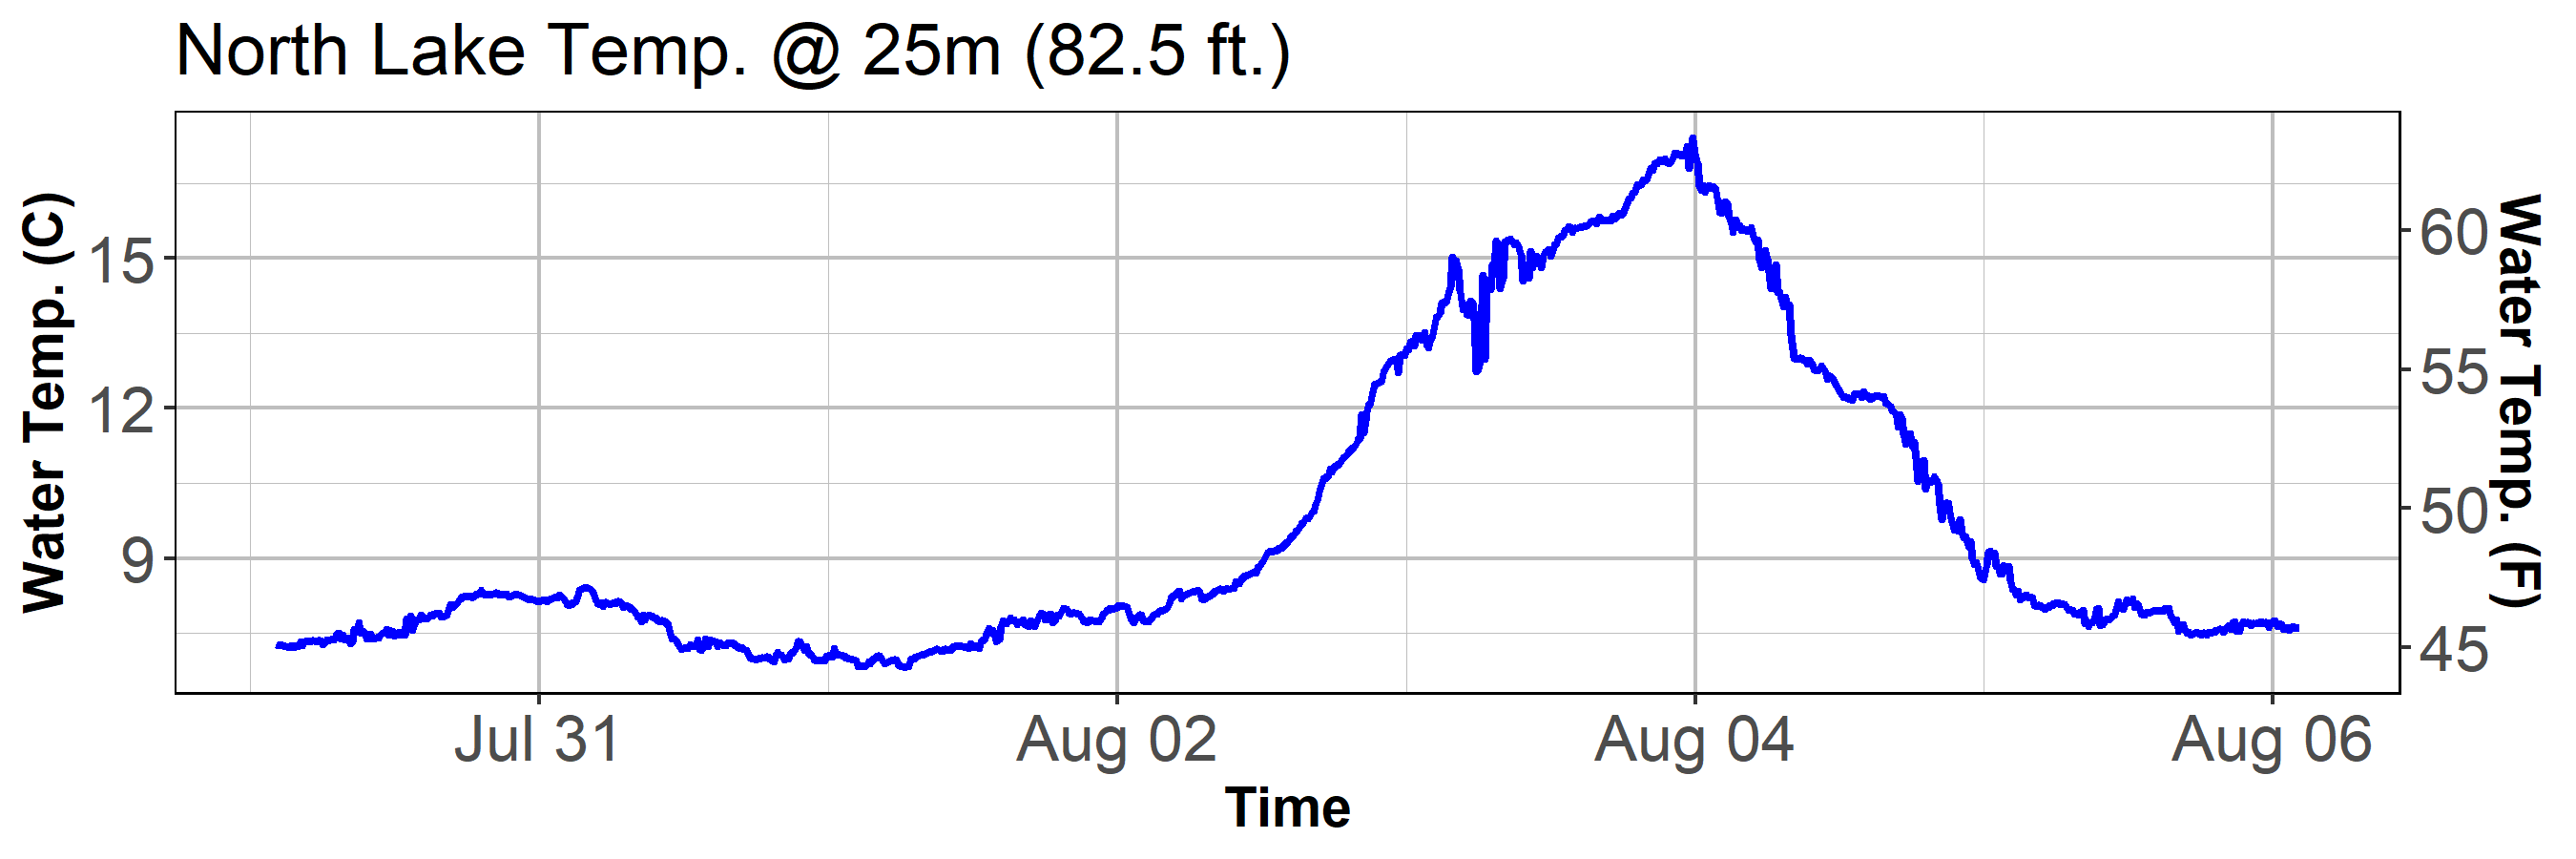 North Lake Temp. @ 25m (82.5 ft.)
Water Temp. (C)
15
12
9
60
55
50
45
Water Temp. (F)
Jul 31
Aug 02
Aug 04
Aug 06
Time